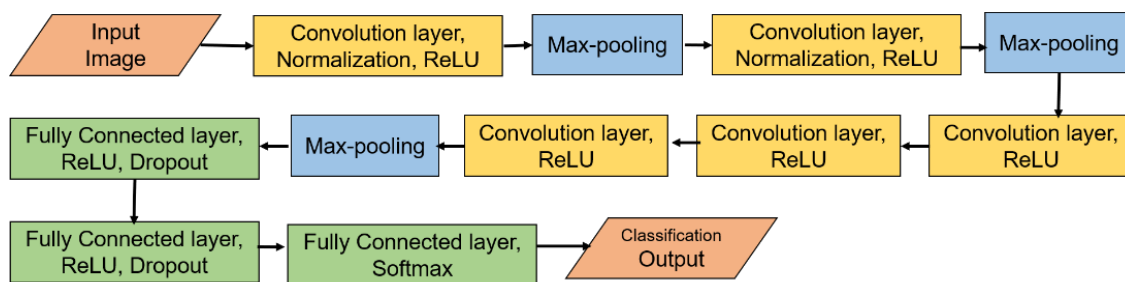 Input
Image
Convolution layer,
Normalization, ReLU
Max-pooling
Convolution layer,
Normalization, ReLU
Max-pooling
Convolution layer,
ReLU
Convolution layer,
ReLU
Convolution layer,
ReLU
Max-pooling
Fully Connected layer,
ReLU, Dropout
Fully Connected layer,
ReLU, Dropout
Fully Connected layer,
Softmax
Classification
Output